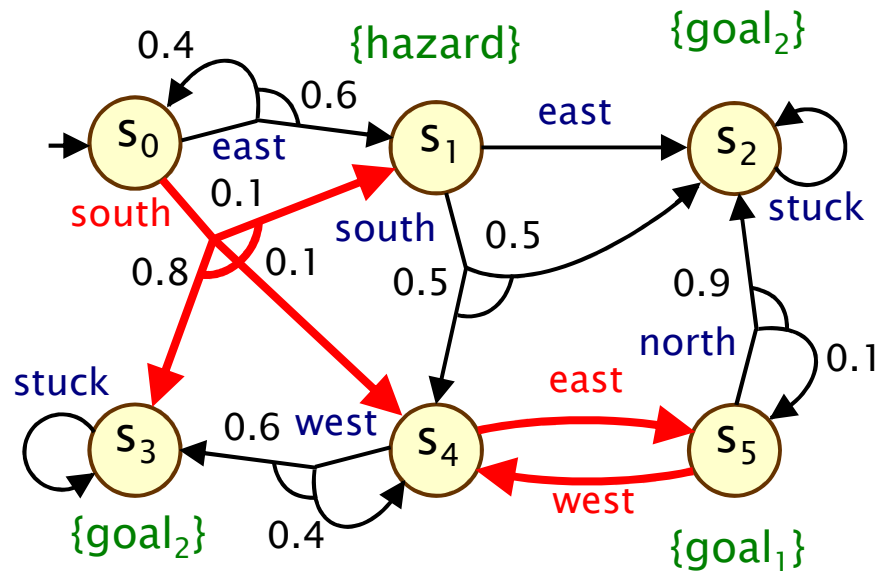 {goal₂}
{hazard}
0.4
0.6
s₀
east
s₁
east
s₂
south
0.1
south
0.5
stuck
0.8
0.1
0.5
0.9
north
0.1
stuck
east
s₃
0.6
west
s₄
s₅
west
0.4
{goal₂}
{goal₁}